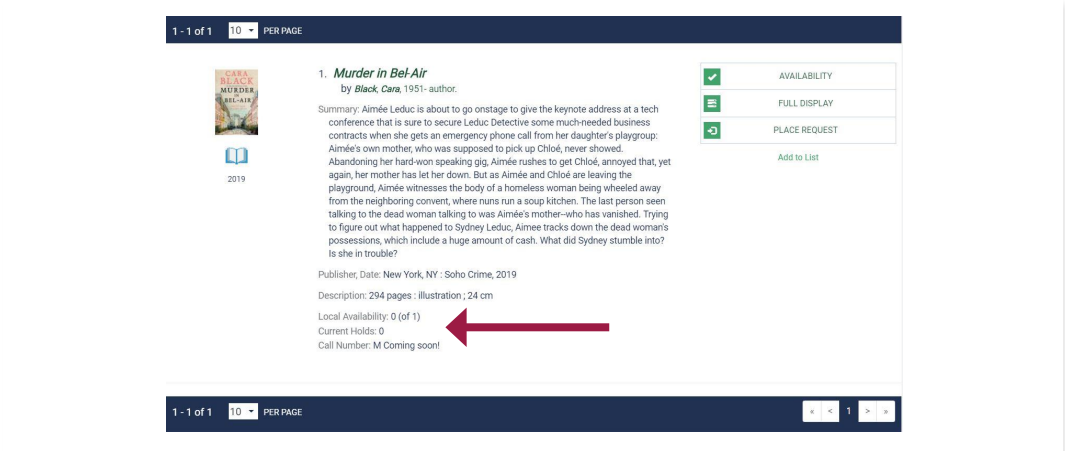 1 - 1 of 1 10 PER PAGE
CARA
BLACK
MURDER
IN
BEL-AIR
2019
1. Murder in Bel-Air
by Black, Cara, 1951- author.
Summary: Aimée Leduc is about to go onstage to give the keynote address at a tech
conference that is sure to secure Leduc Detective some much-needed business
contracts when she gets an emergency phone call from her daughter's playgroup:
Aimée's own mother, who was supposed to pick up Chloé, never showed.
Abandoning her hard-won speaking gig, Aimée rushes to get Chloé, annoyed that, yet
again, her mother has let her down. But as Aimée and Chloé are leaving the
playground, Aimée witnesses the body of a homeless woman being wheeled away
from the neighboring convent, where nuns run a soup kitchen. The last person seen
talking to the dead woman talking to was Aimée's mother--who has vanished. Trying
to figure out what happened to Sydney Leduc, Aimee tracks down the dead woman's
possessions, which include a huge amount of cash. What did Sydney stumble into?
Is she in trouble?
Publisher, Date: New York, NY : Soho Crime, 2019
Description: 294 pages : illustration ; 24 cm
Local Availability: 0 (of 1)
Current Holds: 0
Call Number: M Coming soon!
AVAILABILITY
FULL DISPLAY
PLACE REQUEST
Add to List
1 - 1 of 1 10 PER PAGE « < 1 > »